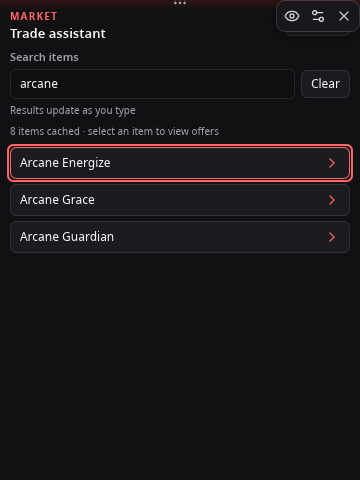 MARKET
Trade assistant
Search items
arcane
Clear
Results update as you type
8 items cached · select an item to view offers
Arcane Energize
Arcane Grace
Arcane Guardian